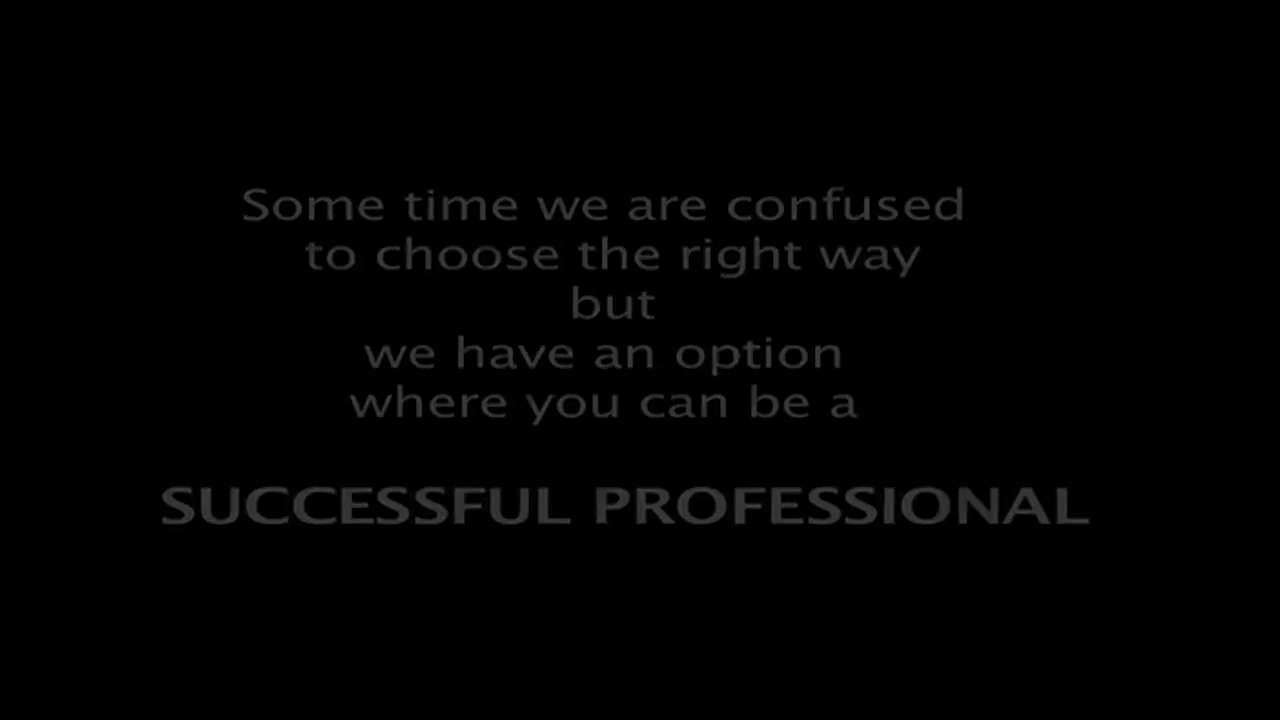 Some time we are confused
to choose the right way
but
we have an option
where you can be a
SUCCESSFUL PROFESSIONAL